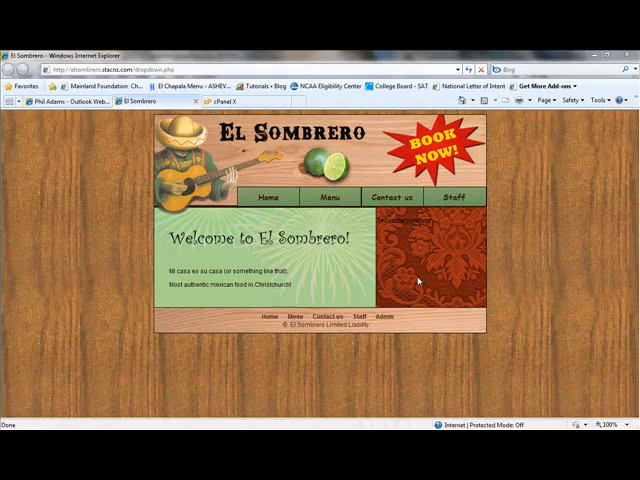 El Sombrero - Windows Internet Explorer
http://elsombrero.stacnz.com/dropdown.php
Bing
Favorites
Mainland Foundation Ch...
El Chapala Menu - ASHEV...
Tutorials • Blog
NCAA Eligibility Center
College Board - SAT
National Letter of Intent
Get More Add-ons
Phil Adams - Outlook Web...
El Sombrero
cPanel X
Page
Safety
Tools
El Sombrero
BOOK
NOW!
Home
Menu
Contact us
Staff
Welcome to El Sombrero!
Mi casa es su casa (or something like that).
Most authentic mexican food in Christchurch!
Home Menu Contact us Staff Admin
© El Sombrero Limited Liability
Done
Internet | Protected Mode: Off
100%